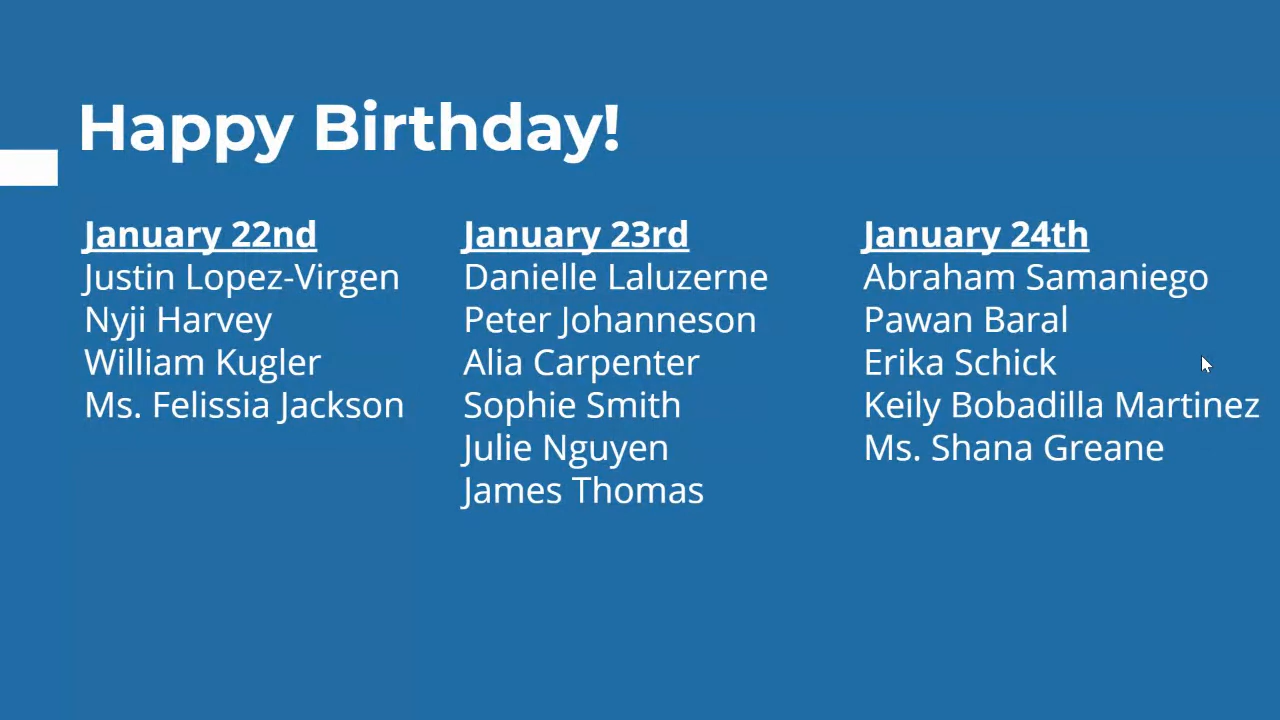 Happy Birthday!
January 22nd
Justin Lopez-Virgen
Nyji Harvey
William Kugler
Ms. Felissia Jackson
January 23rd
Danielle Laluzerne
Peter Johanneson
Alia Carpenter
Sophie Smith
Julie Nguyen
James Thomas
January 24th
Abraham Samaniego
Pawan Baral
Erika Schick
Keily Bobadilla Martinez
Ms. Shana Greane